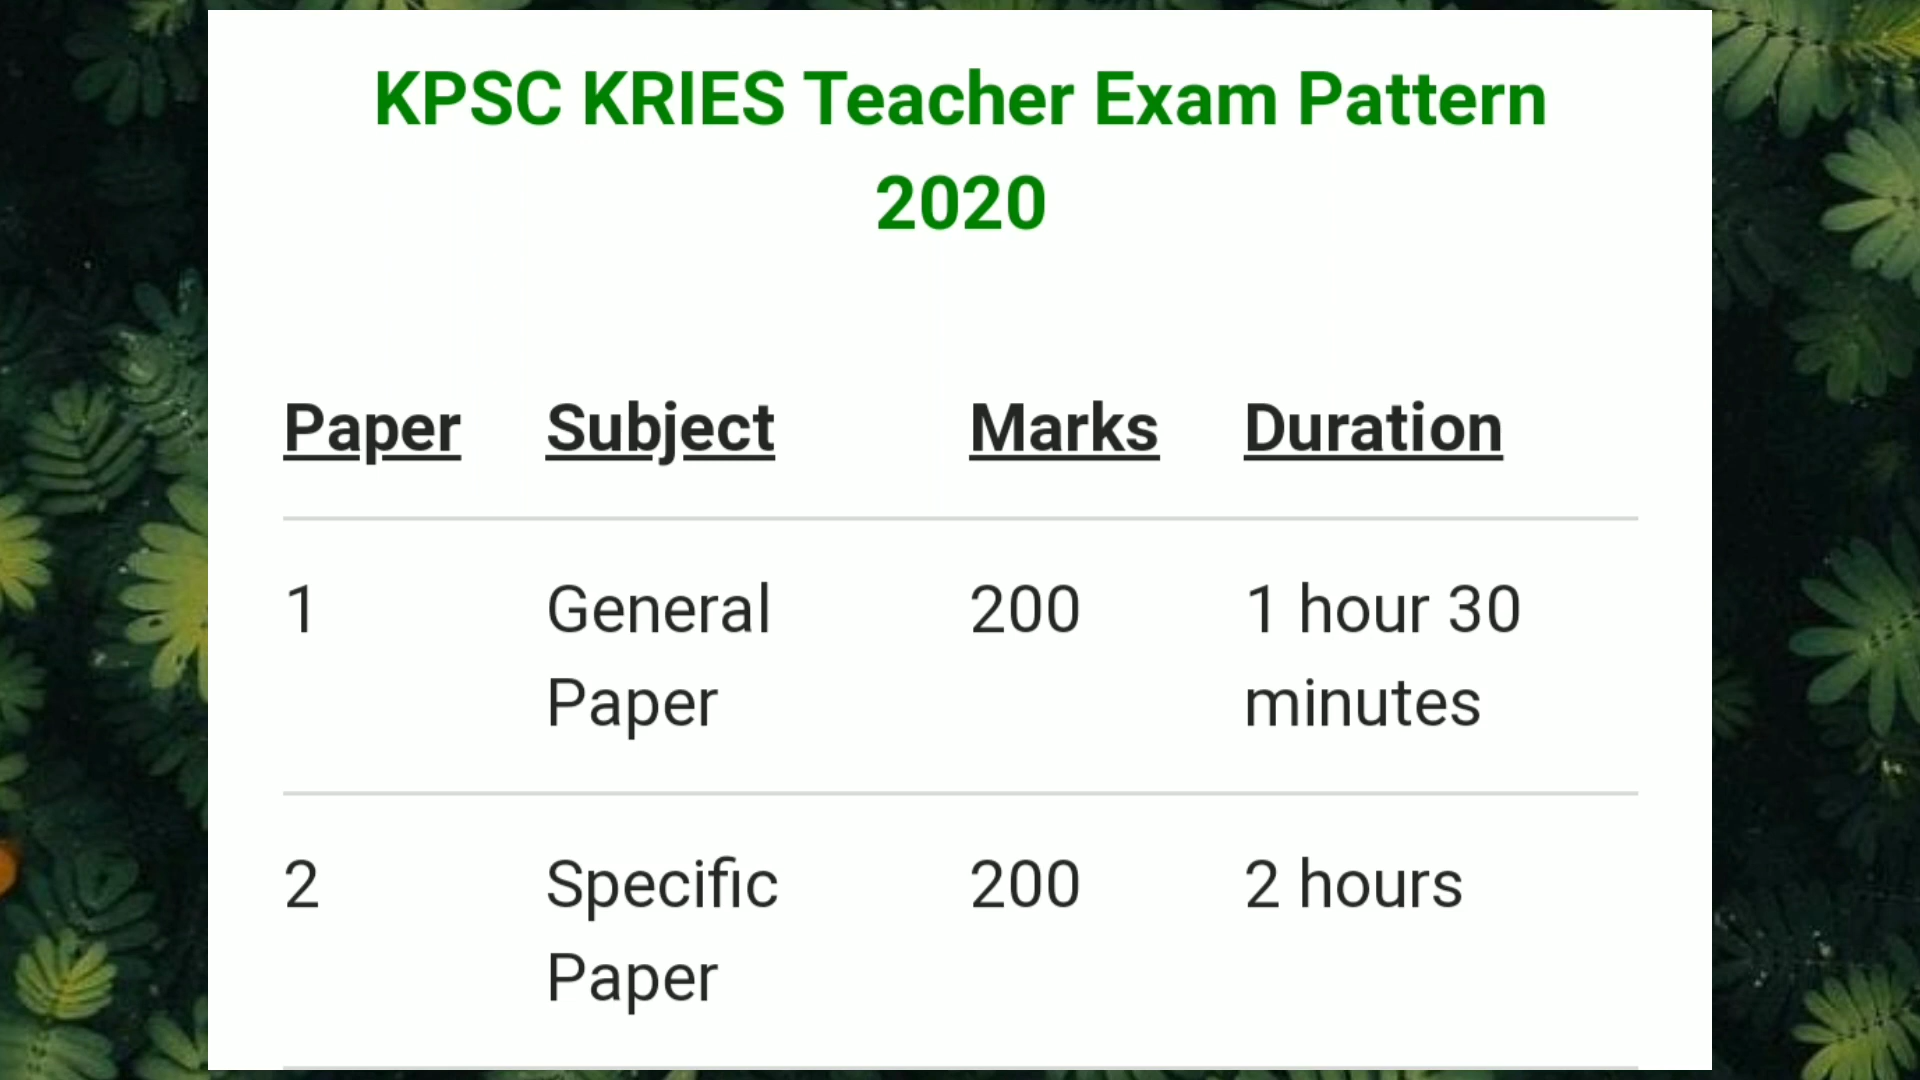 KPSC KRIES Teacher Exam Pattern
2020
Paper Subject Marks Duration
1 General 200 1 hour 30
Paper minutes
2 Specific 200 2 hours
Paper